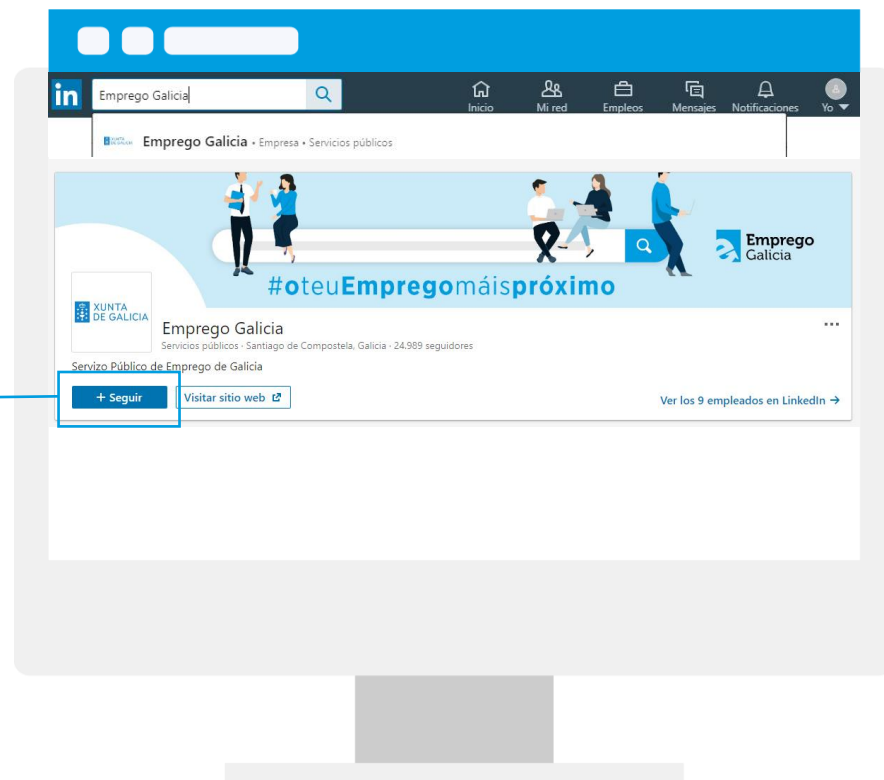 in
Emprego Galicia
Inicio
Mi red
Empleos
Mensajes
Notificaciones
Yo
XUNTA DE GALICIA
Emprego Galicia • Empresa • Servicios públicos
Emprego
Galicia
#oteuEmpregomáispróximo
XUNTA
DE GALICIA
Emprego Galicia
Servicios públicos · Santiago de Compostela, Galicia · 24.989 seguidores
Servizo Público de Emprego de Galicia
+ Seguir
Visitar sitio web
Ver los 9 empleados en LinkedIn →